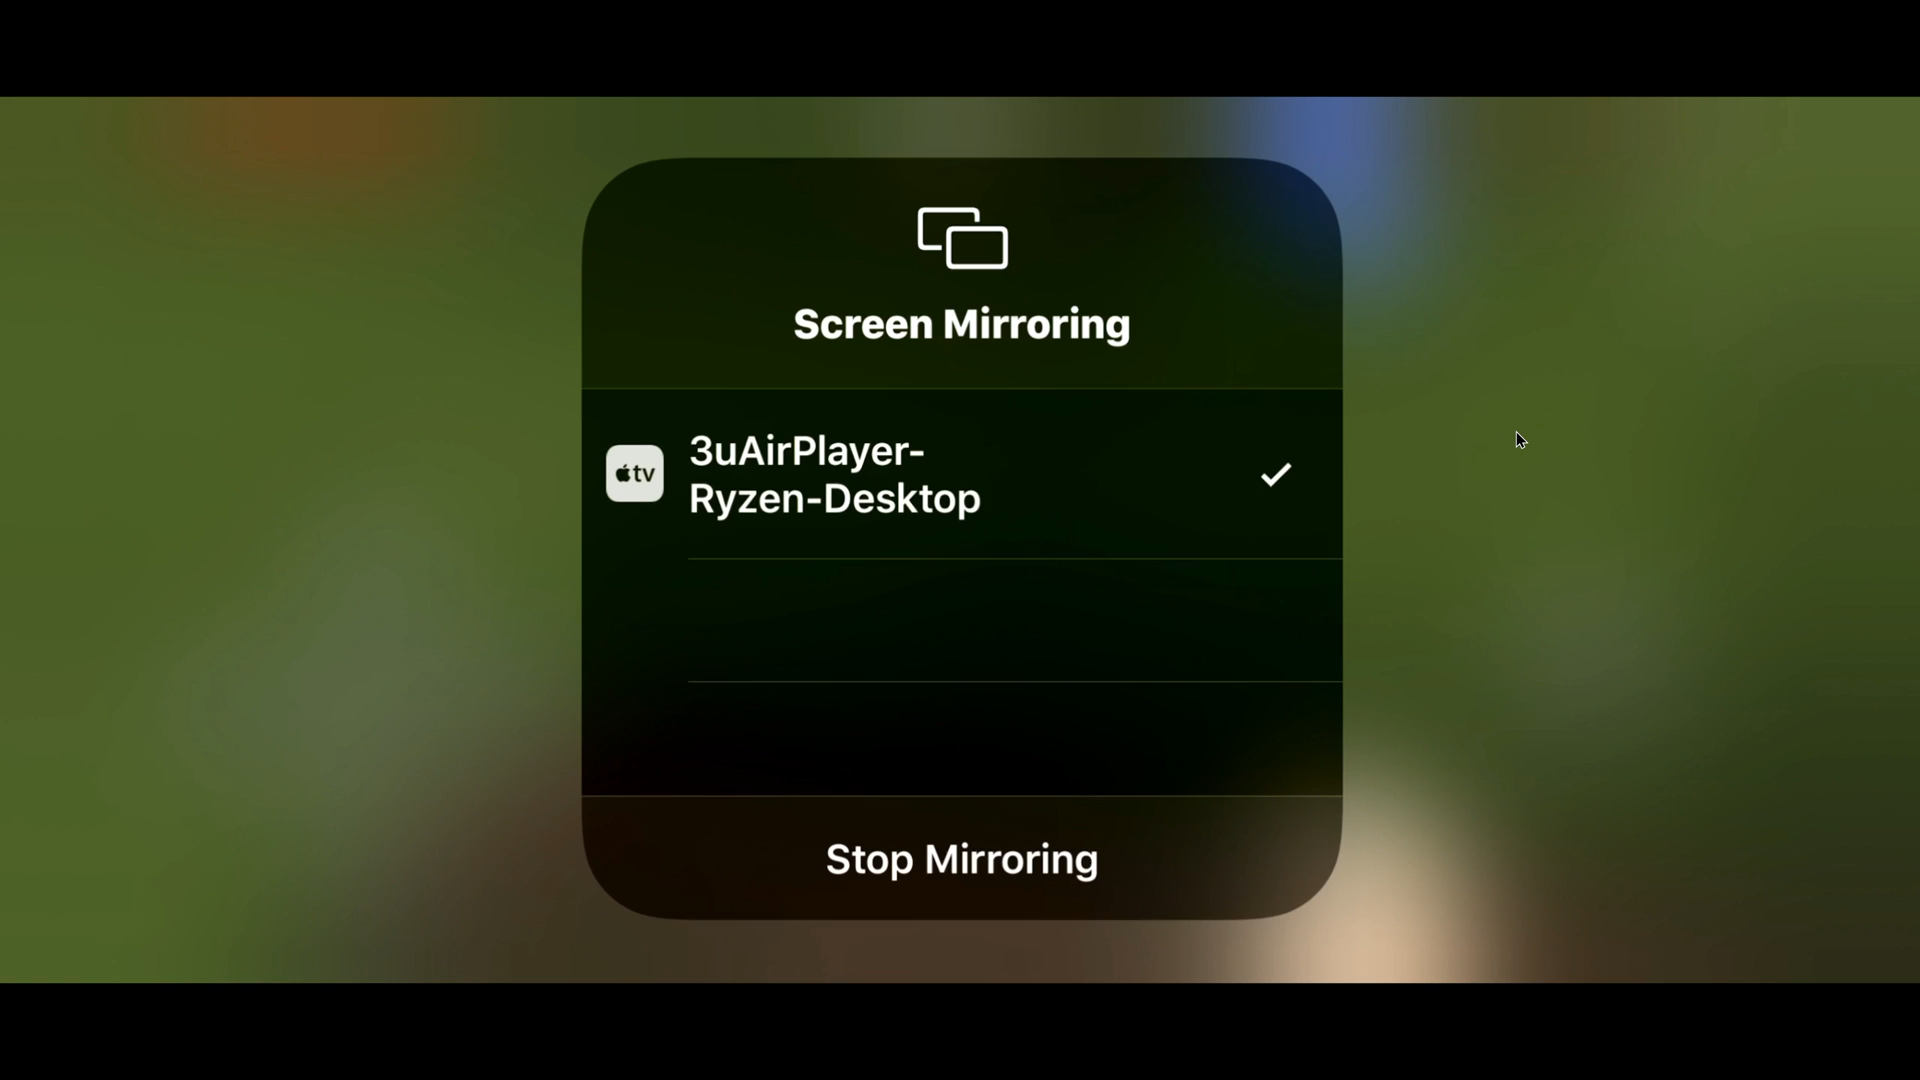 Screen Mirroring
tv
3uAirPlayer-
Ryzen-Desktop
Stop Mirroring